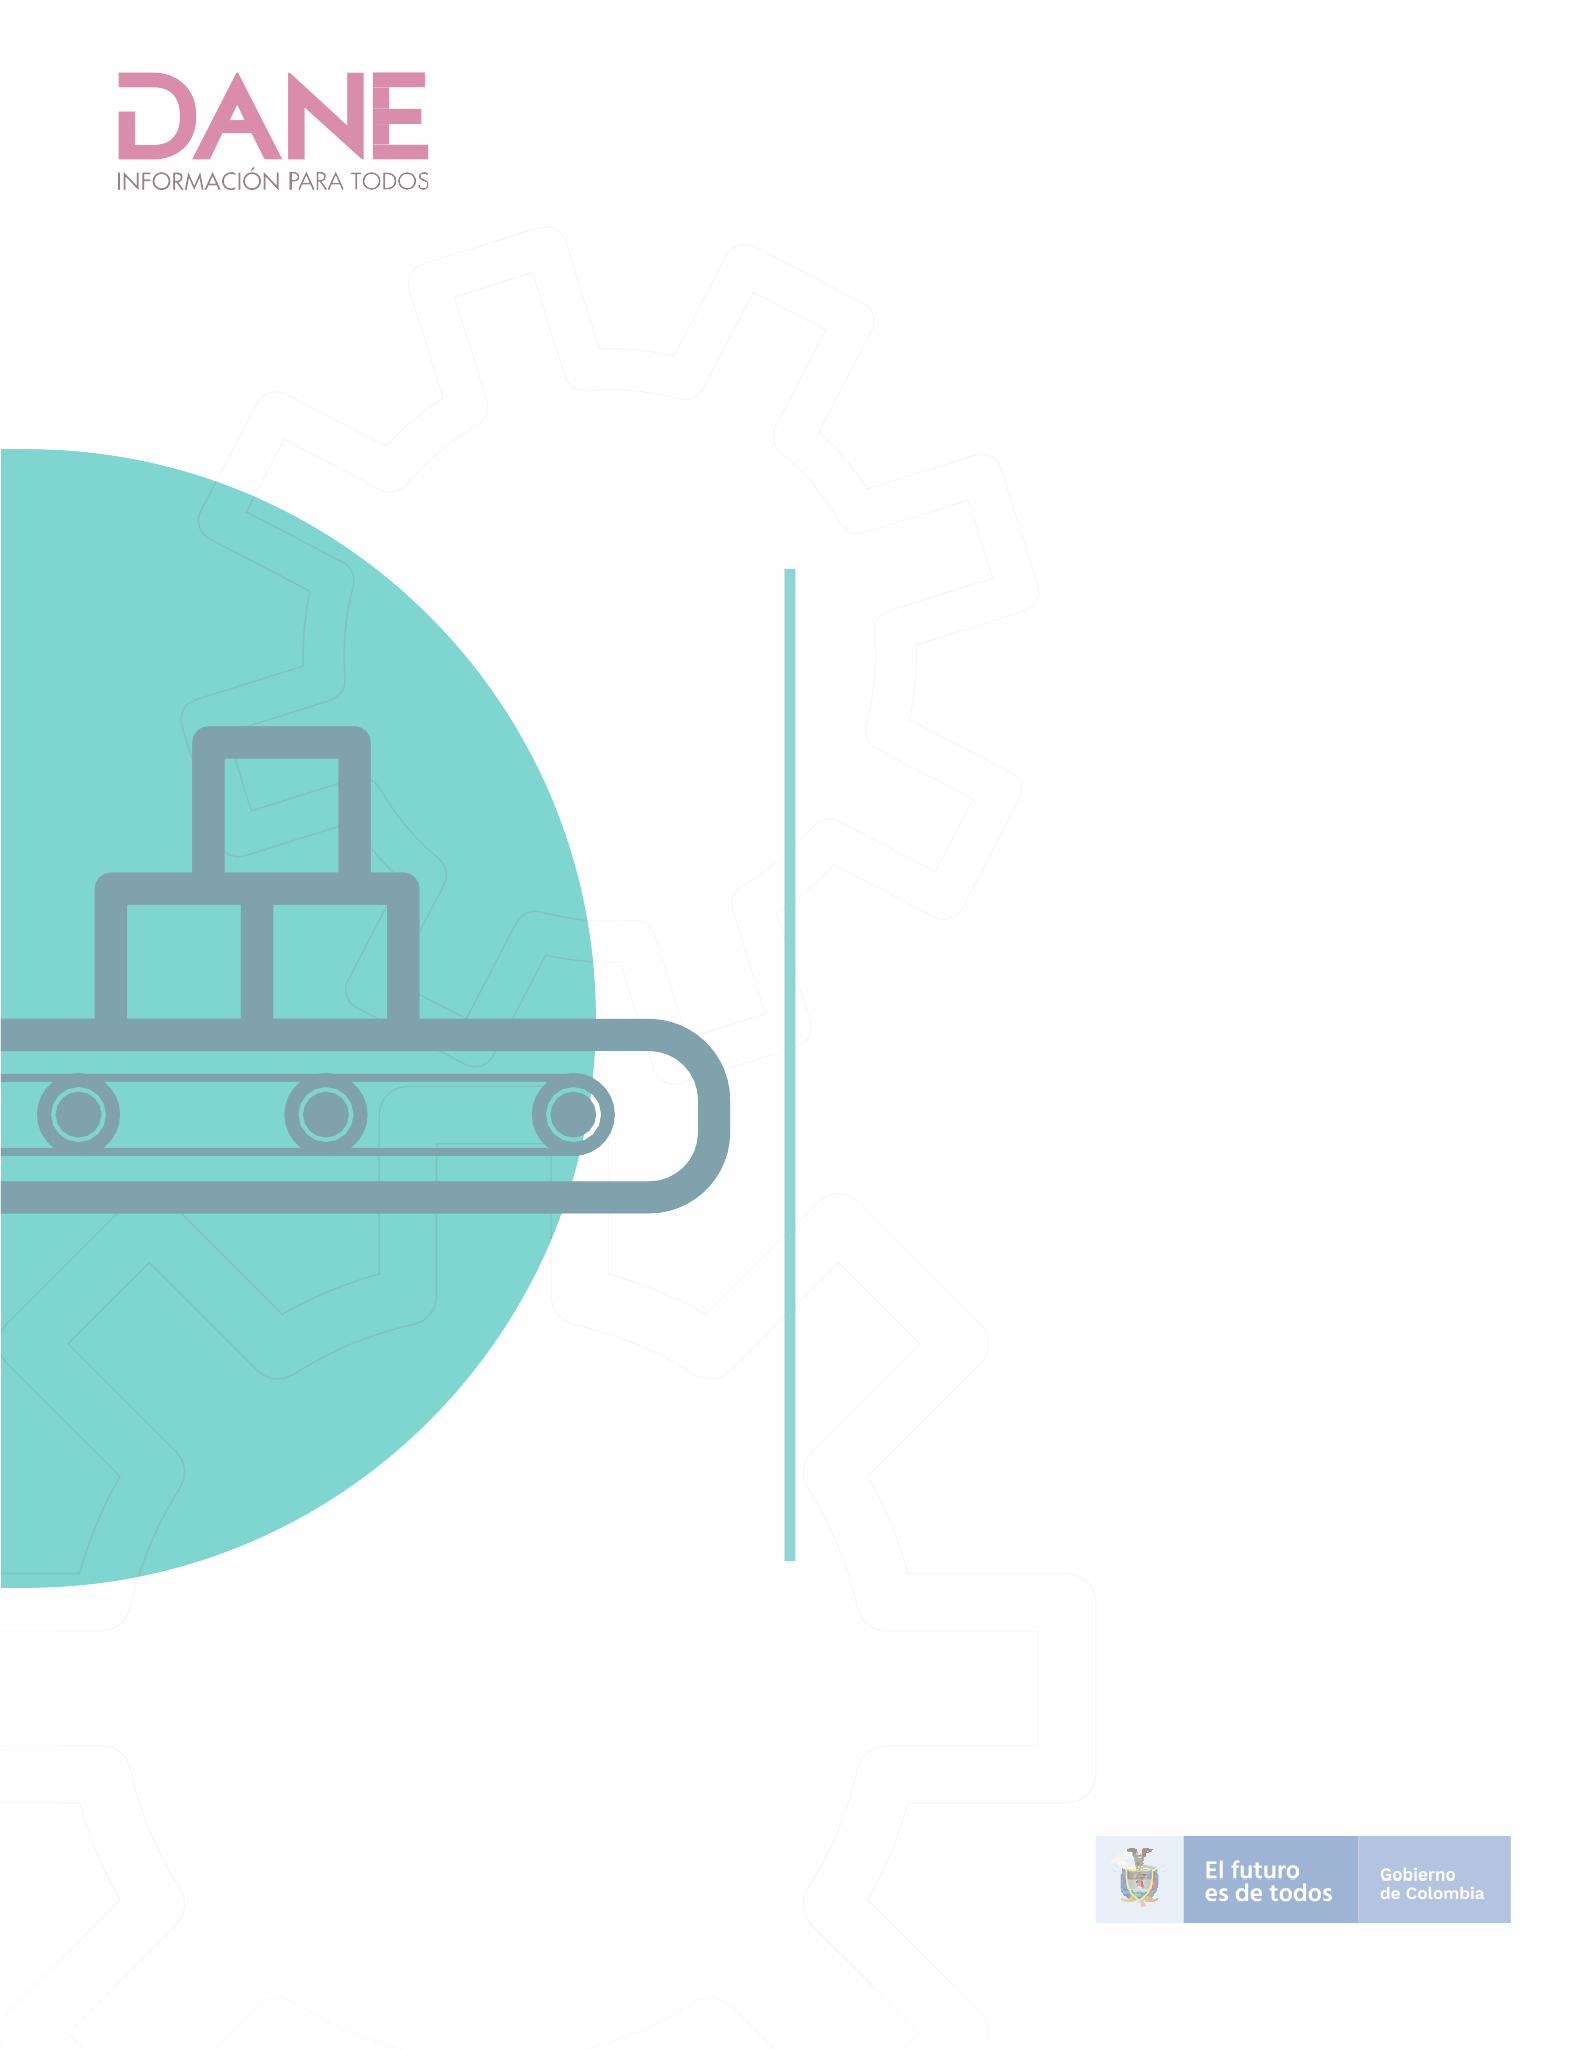 DANE
INFORMACIÓN PARA TODOS
El futuro
es de todos
Gobierno
de Colombia